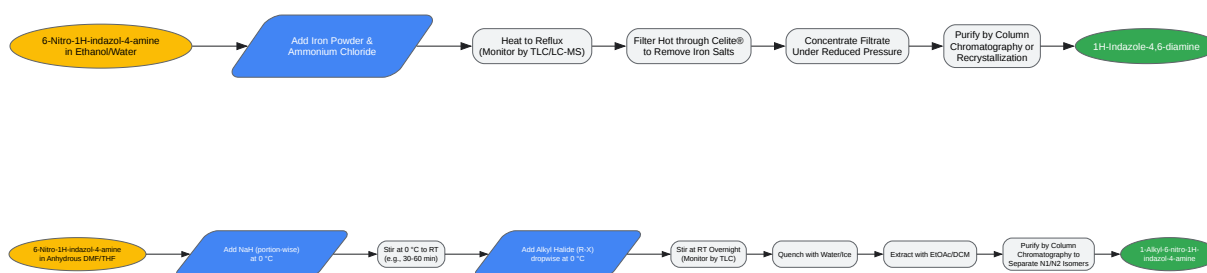 6-Nitro-1H-indazol-4-amine
in Ethanol/Water
Add Iron Powder &
Ammonium Chloride
Heat to Reflux
(Monitor by TLC/LC-MS)
Filter Hot through Celite®
to Remove Iron Salts
Concentrate Filtrate
Under Reduced Pressure
Purify by Column
Chromatography or
Recrystallization
1H-Indazole-4,6-diamine
6-Nitro-1H-indazol-4-amine
in Anhydrous DMF/THF
Add NaH (portion-wise)
at 0 °C
Stir at 0 °C to RT
(e.g., 30-60 min)
Add Alkyl Halide (R-X)
dropwise at 0 °C
Stir at RT Overnight
(Monitor by TLC)
Quench with Water/Ice
Extract with EtOAc/DCM
Purify by Column
Chromatography to
Separate N1/N2 Isomers
1-Alkyl-6-nitro-1H-
indazol-4-amine